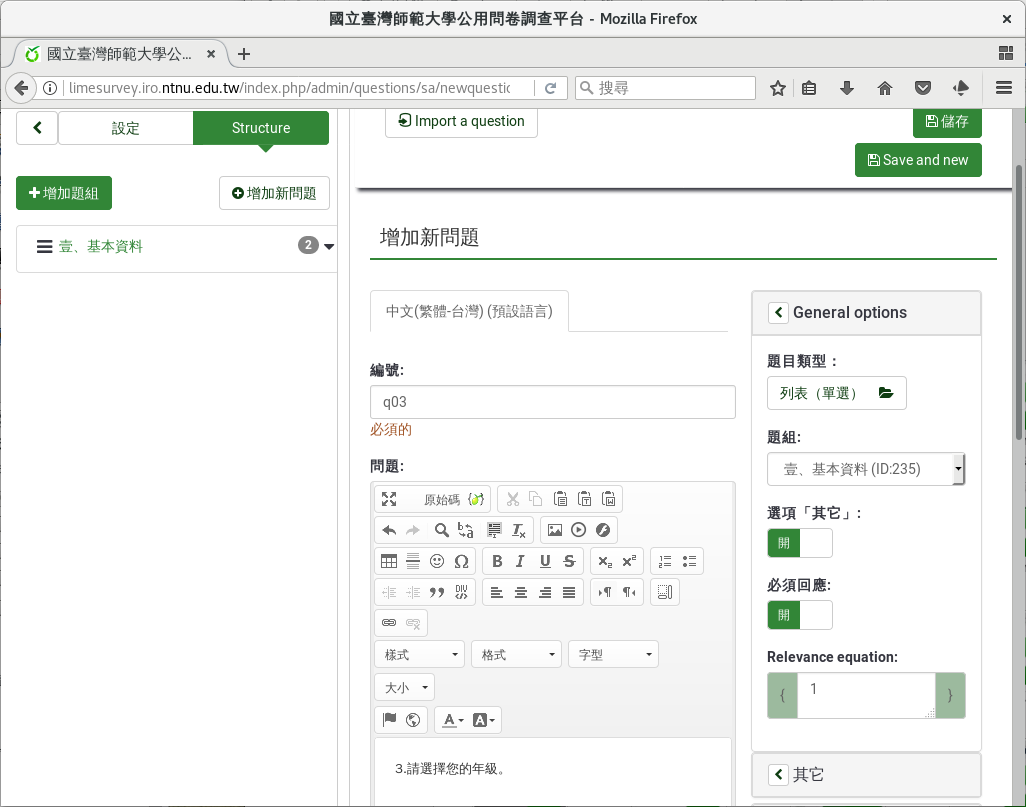 國立臺灣師範大學公用問卷調查平台 - Mozilla Firefox
國立臺灣師範大學公...
limesurvey.iro.ntnu.edu.tw/index.php/admin/questions/sa/newquestic
搜尋
設定
Structure
Import a question
儲存
Save and new
增加題組
增加新問題
壹、基本資料
2
增加新問題
中文(繁體-台灣) (預設語言)
編號:
q03
必須的
問題:
原始碼
樣式
格式
字型
大小
3.請選擇您的年級。
General options
題目類型：
列表（單選）
題組:
壹、基本資料 (ID:235)
選項「其它」:
開
必須回應:
開
Relevance equation:
{
1
}
其它